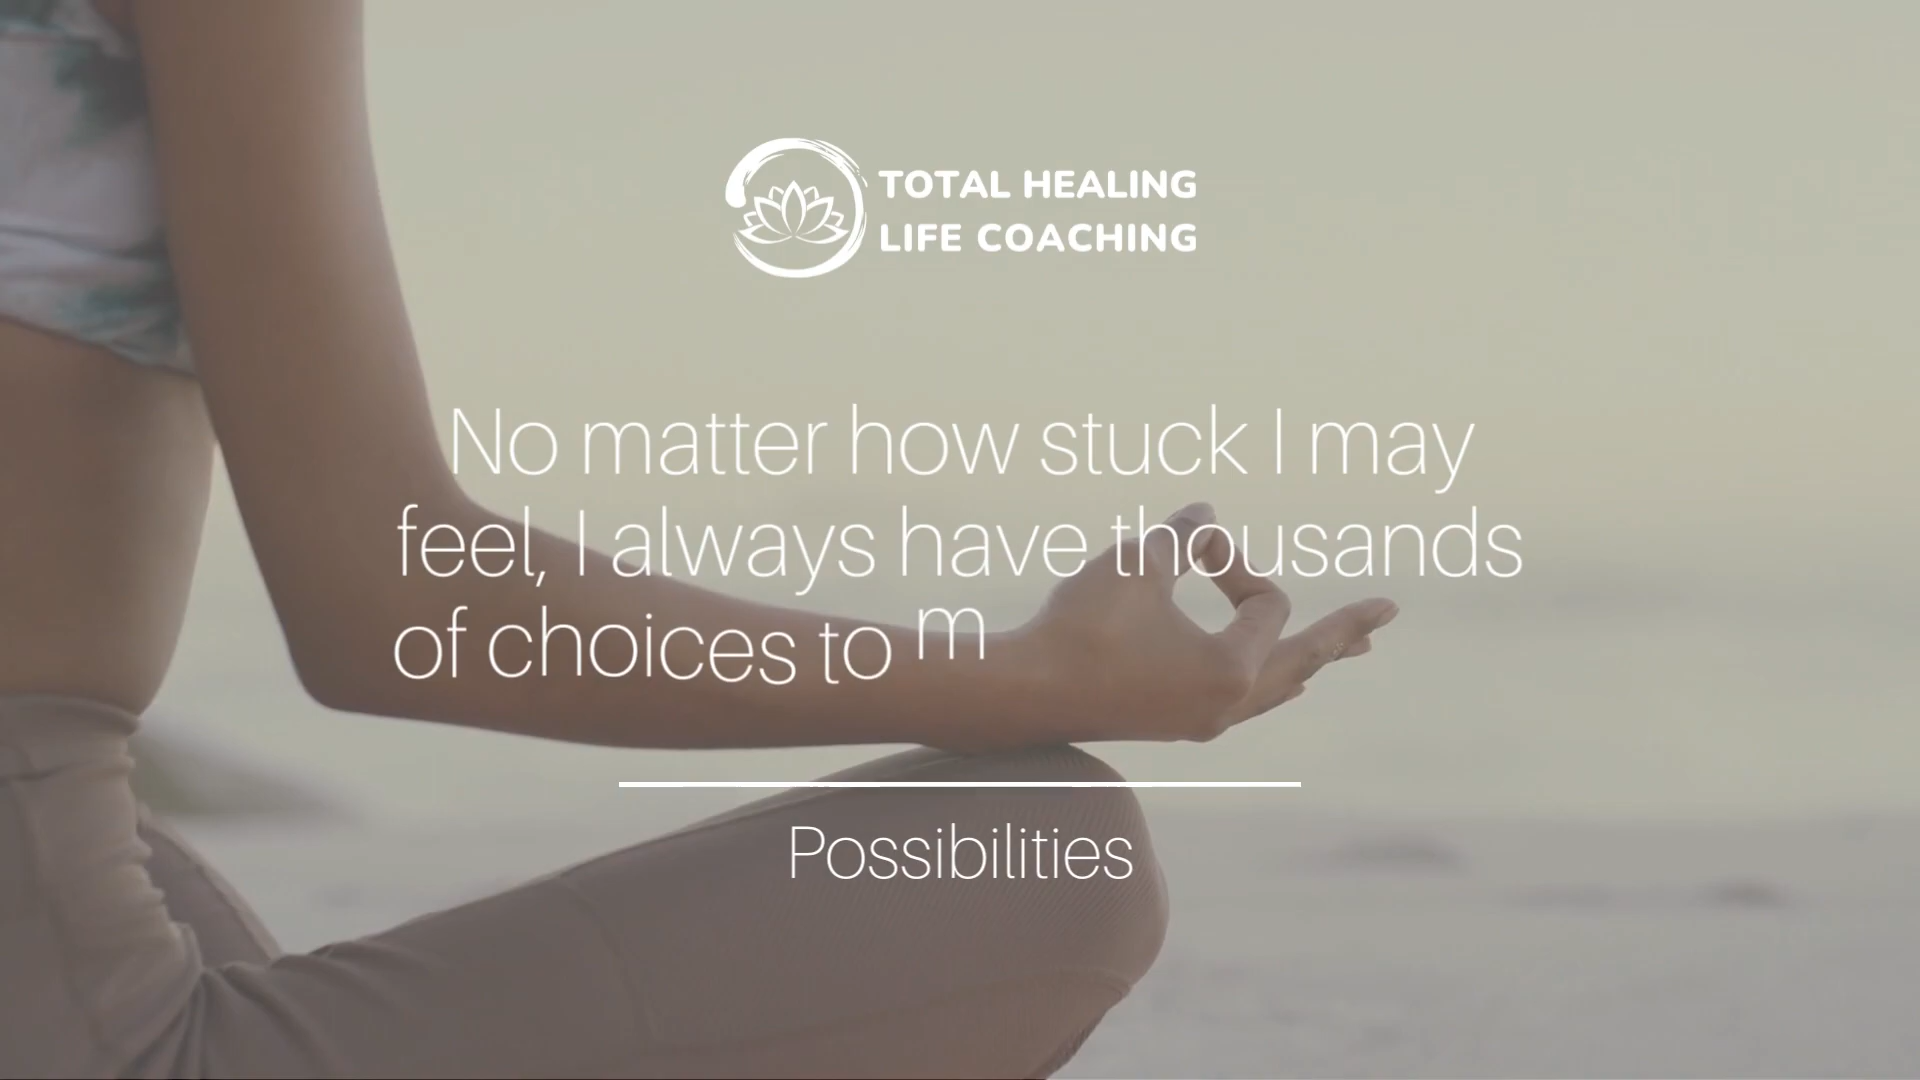 TOTAL HEALING
LIFE COACHING
No matter how stuck I may
feel, I always have thousands
of choices to m
Possibilities